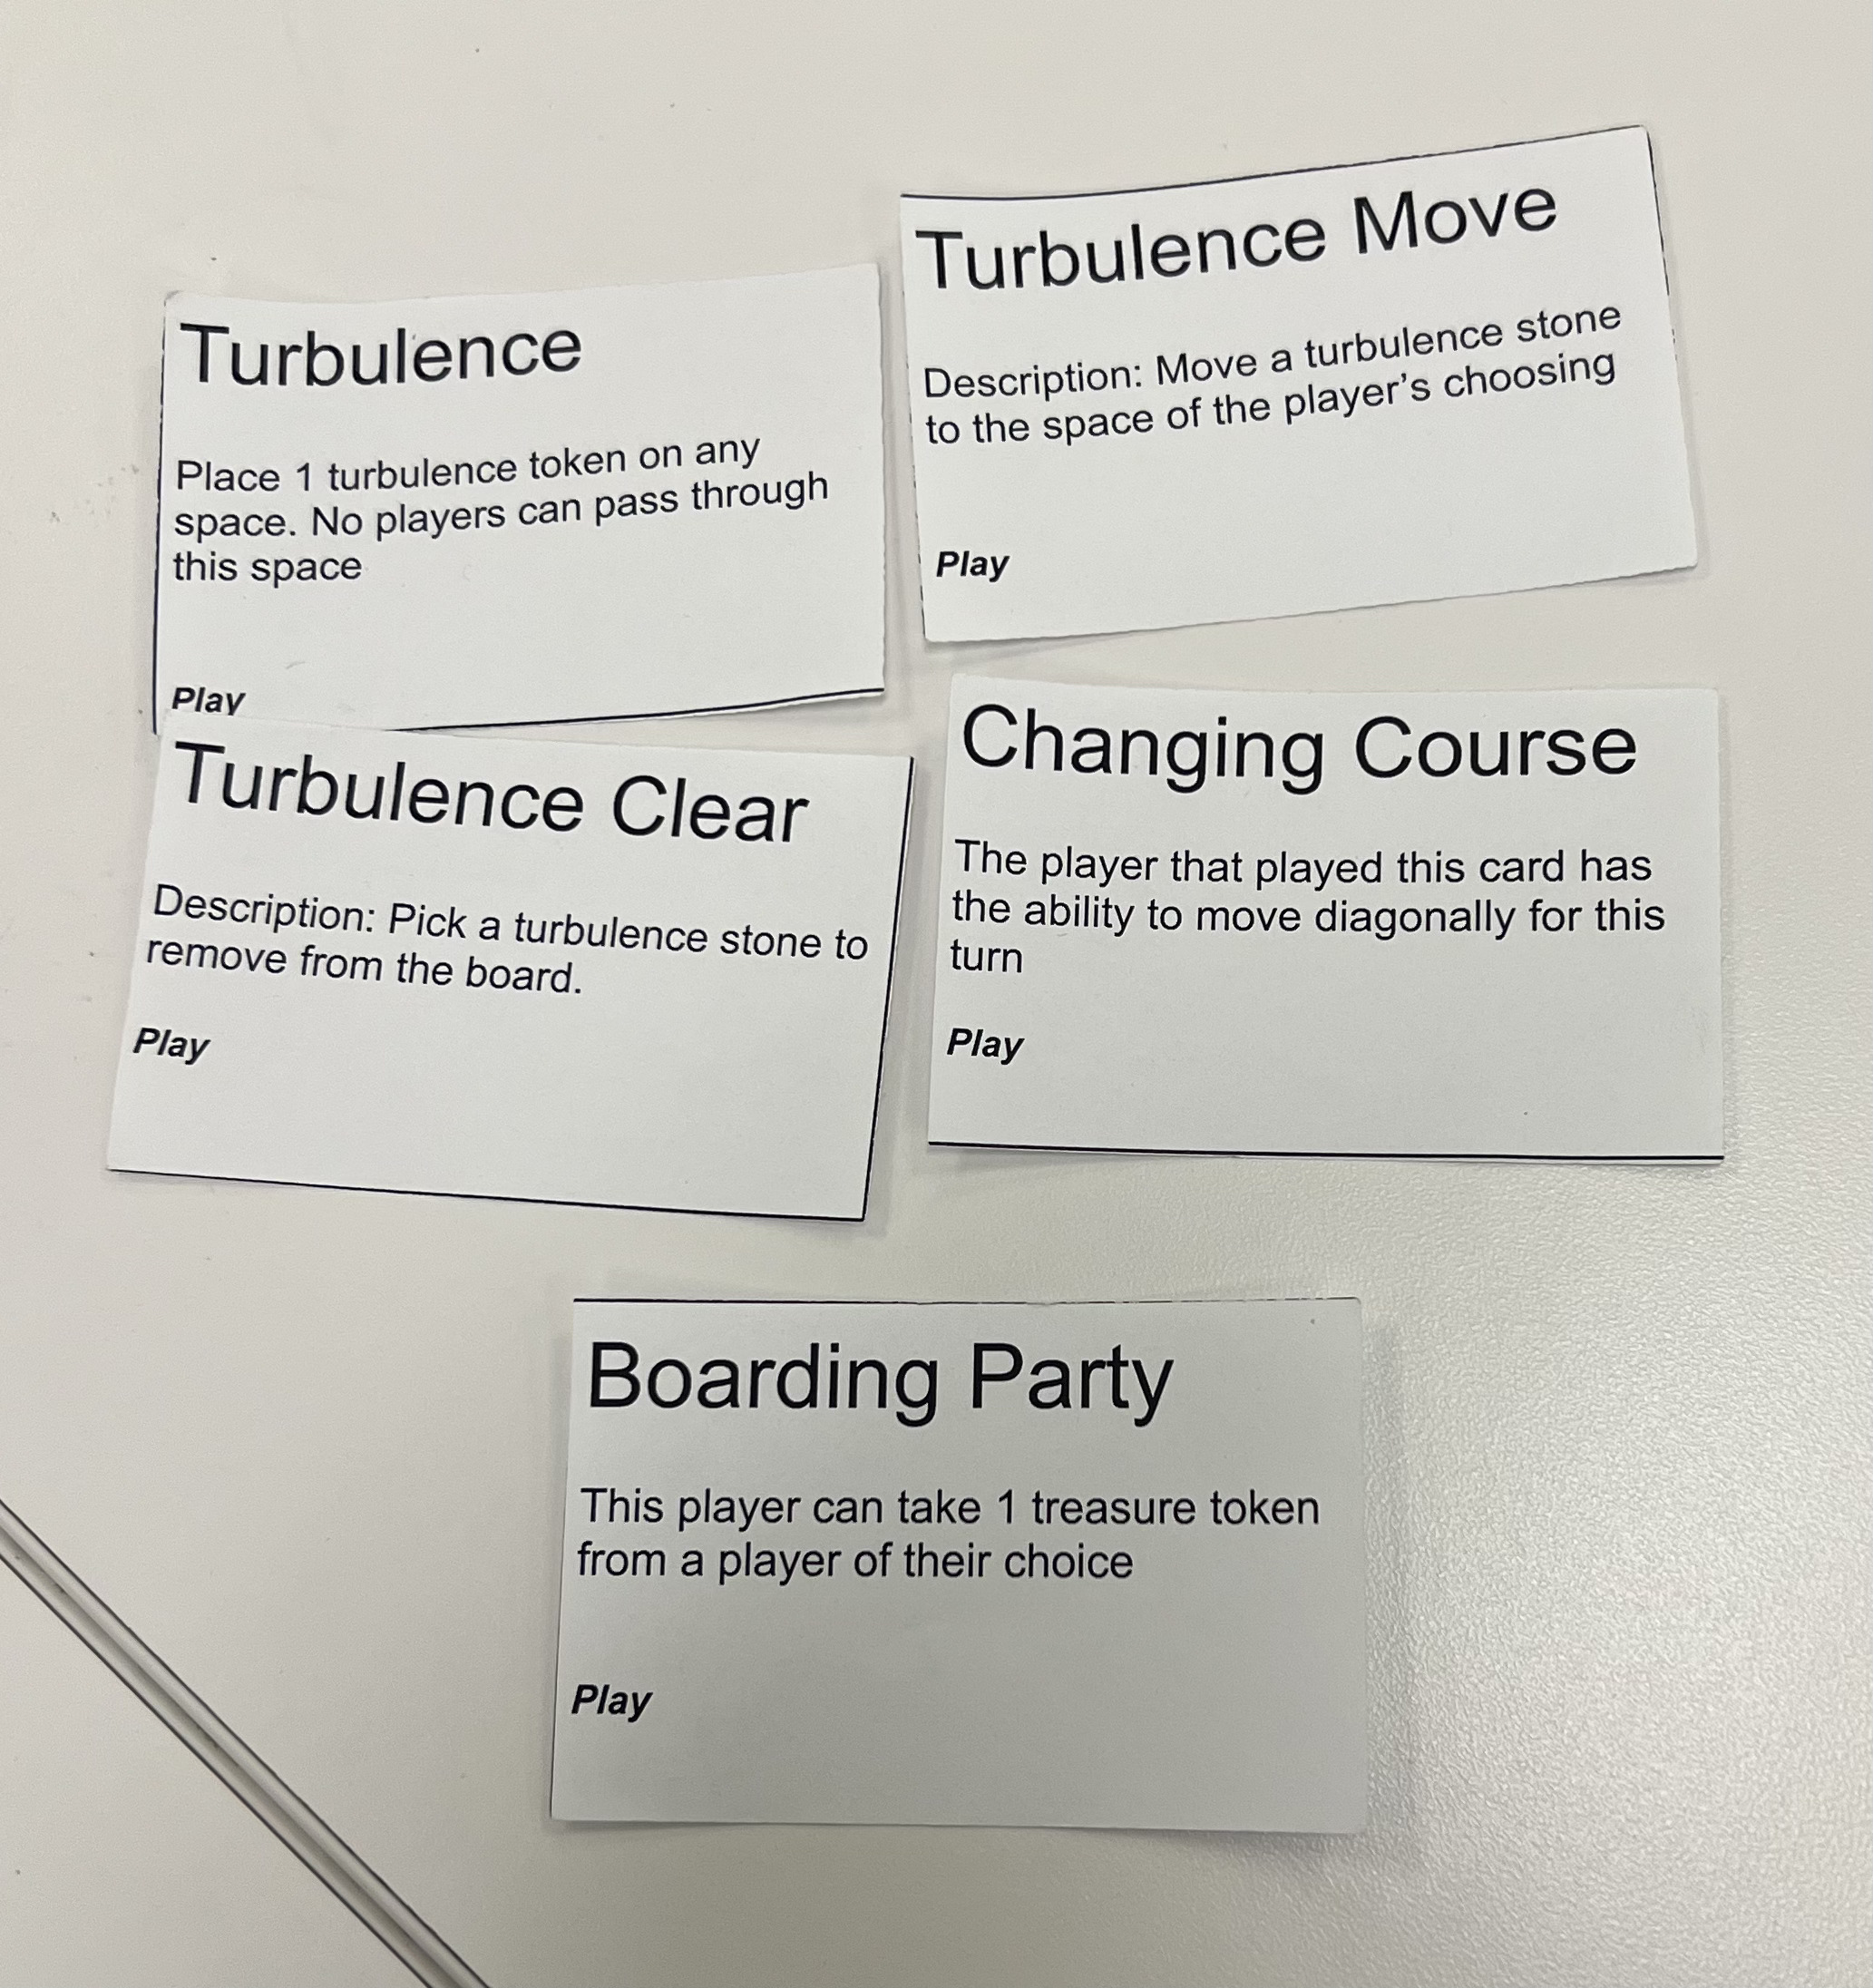 Turbulence
Place 1 turbulence token on any
space. No players can pass through
this space
Play
Turbulence Move
Description: Move a turbulence stone
to the space of the player’s choosing
Play
Turbulence Clear
Description: Pick a turbulence stone to
remove from the board.
Play
Changing Course
The player that played this card has
the ability to move diagonally for this
turn
Play
Boarding Party
This player can take 1 treasure token
from a player of their choice
Play